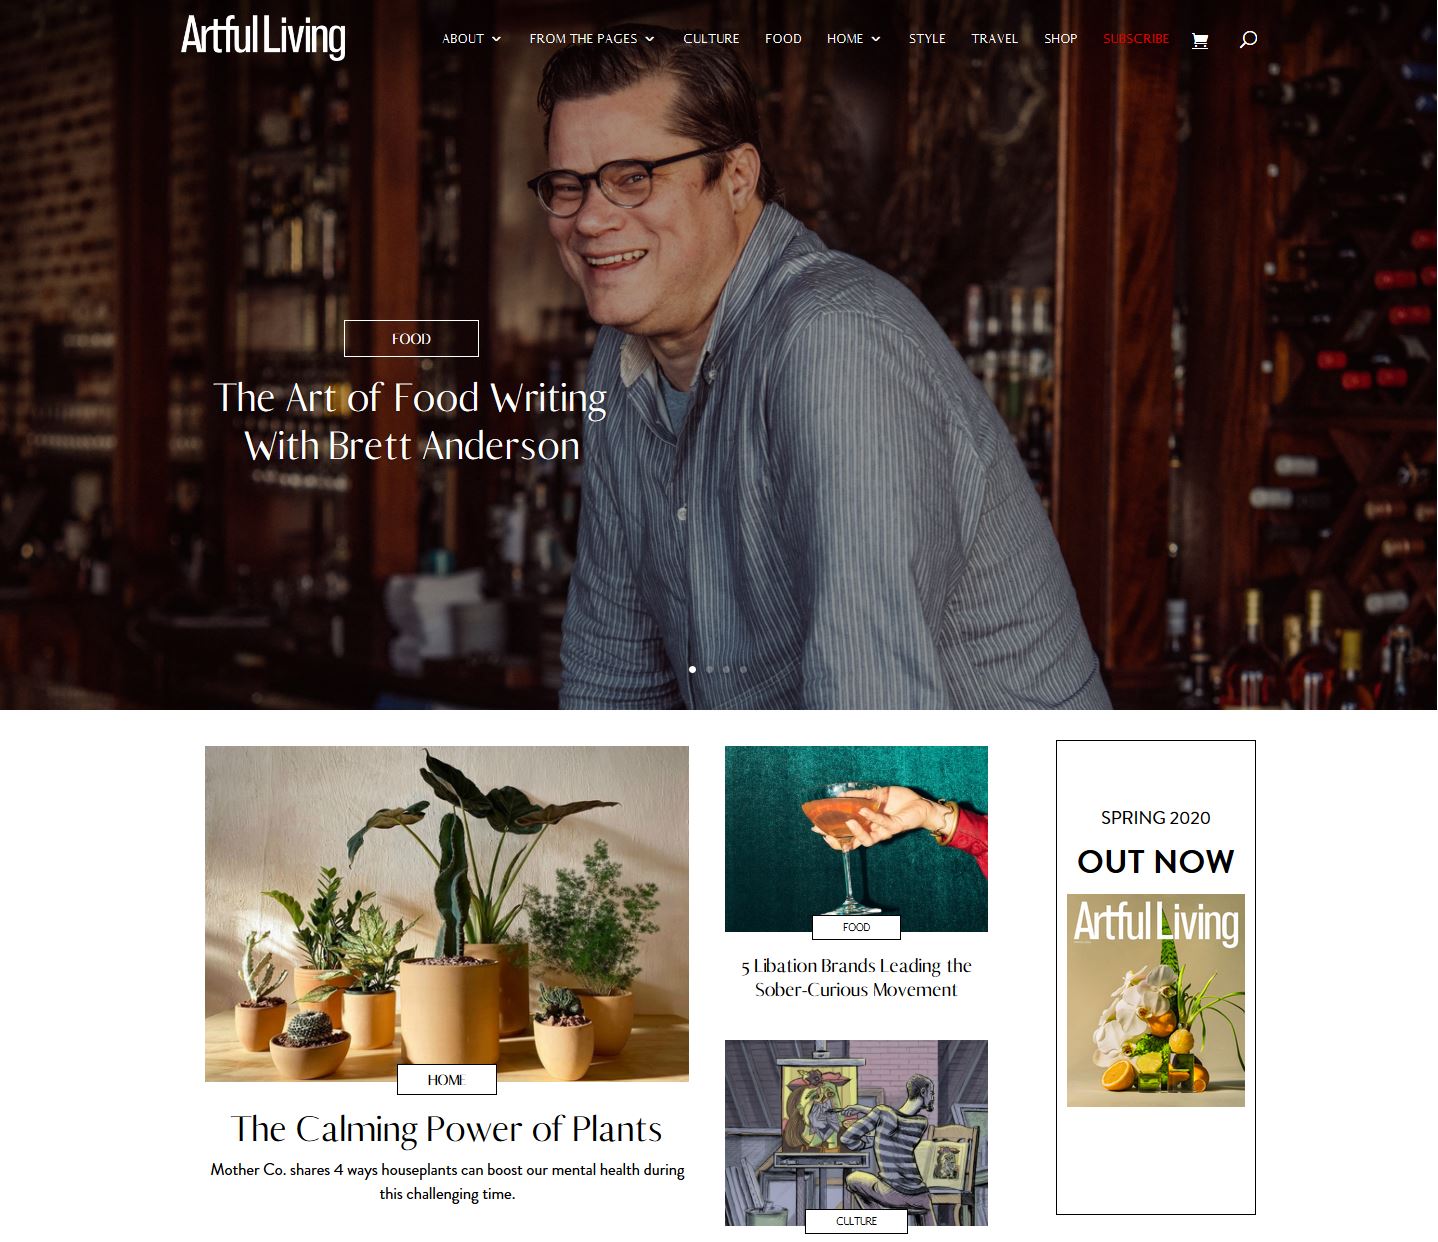 Artful Living
ABOUT
FROM THE PAGES
CULTURE
FOOD
HOME
STYLE
TRAVEL
SHOP
SUBSCRIBE
FOOD
The Art of Food Writing
With Brett Anderson
HOME
The Calming Power of Plants
Mother Co. shares 4 ways houseplants can boost our mental health during
this challenging time.
FOOD
5 Libation Brands Leading the
Sober-Curious Movement
CULTURE
SPRING 2020
OUT NOW
Artful Living